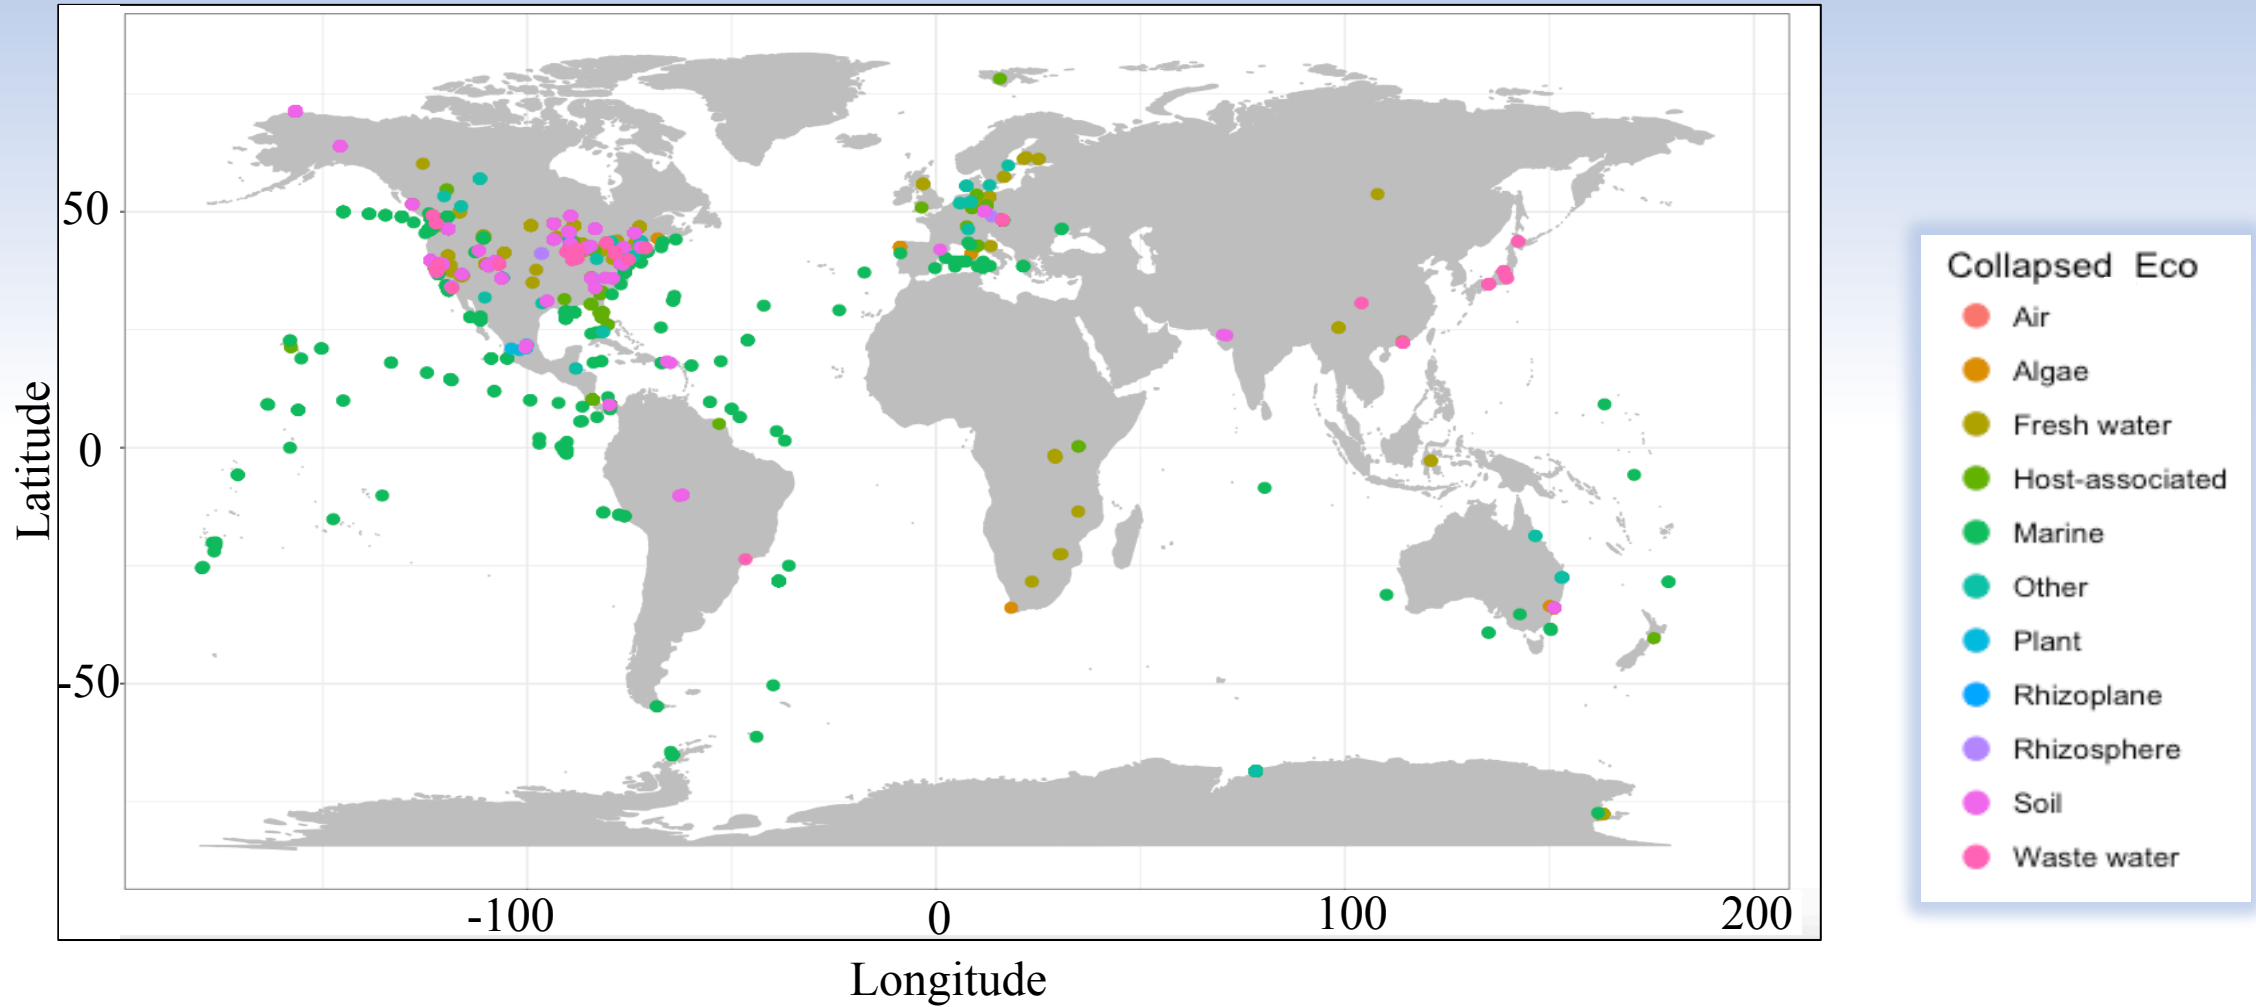 50
0
-50
Latitude
-100
0
100
200
Longitude
Collapsed Eco
Air
Algae
Fresh water
Host-associated
Marine
Other
Plant
Rhizoplane
Rhizosphere
Soil
Waste water